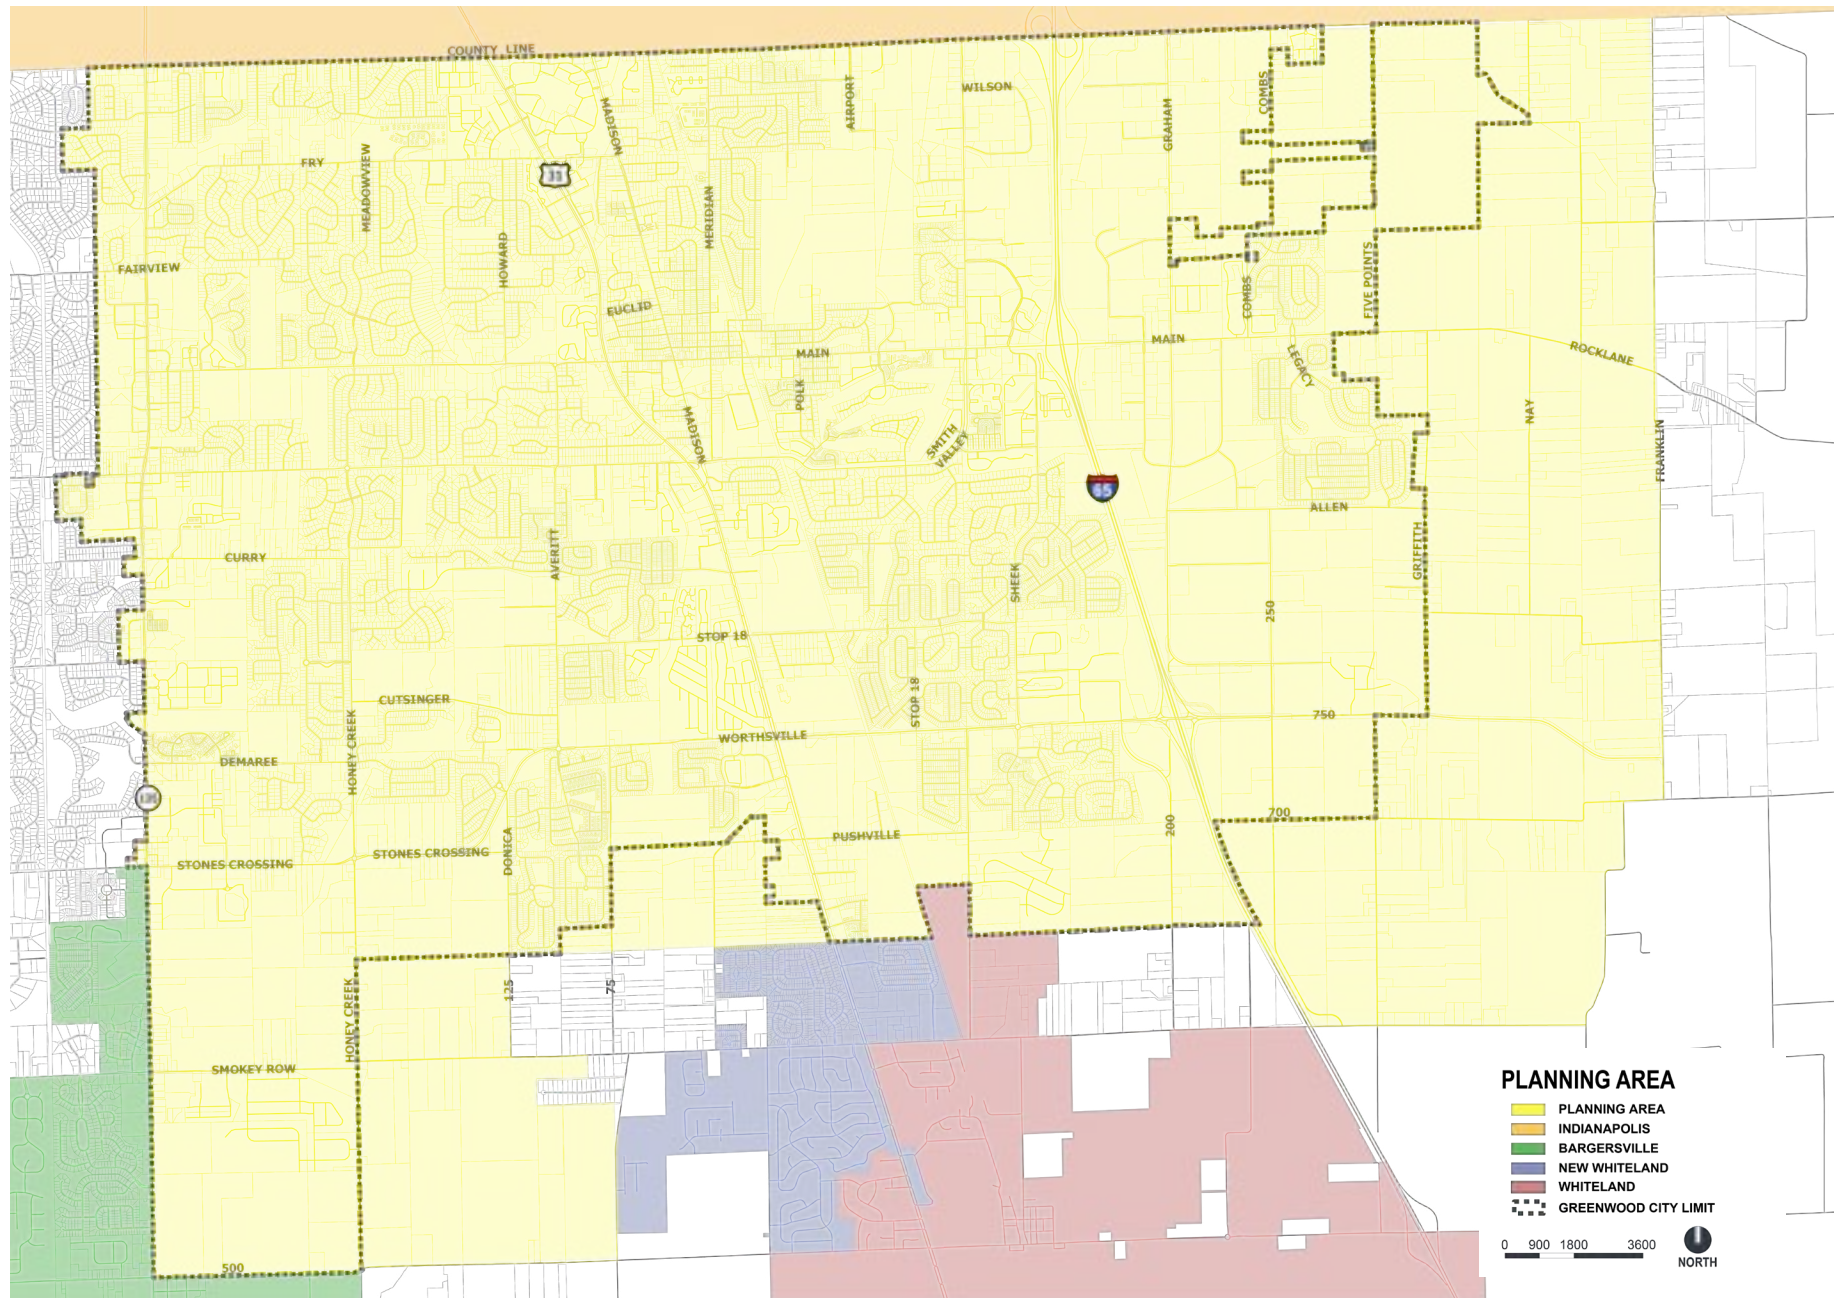 COUNTY LINE
WILSON
AIRPORT
MADISON
GRAHAM
COMBS
FRY
MEADOWVIEW
31
MERIDIAN
HOWARD
FAIRVIEW
EUCLID
COMBS
FIVE POINTS
MAIN
MAIN
LEGACY
ROCKLANE
POLK
NAY
MADISON
SMITH
VALLEY
FRANKLIN
65
ALLEN
GRIFFITH
CURRY
AVERITT
SHEEK
250
STOP 18
STOP 18
CUTSINGER
HONEY CREEK
WORTHSVILLE
750
DEMAREE
135
700
200
PUSHVILLE
DONICA
STONES CROSSING
STONES CROSSING
125
75
HONEY CREEK
SMOKEY ROW
500
PLANNING AREA
PLANNING AREA
INDIANAPOLIS
BARGERSVILLE
NEW WHITELAND
WHITELAND
GREENWOOD CITY LIMIT
0 900 1800 3600
NORTH